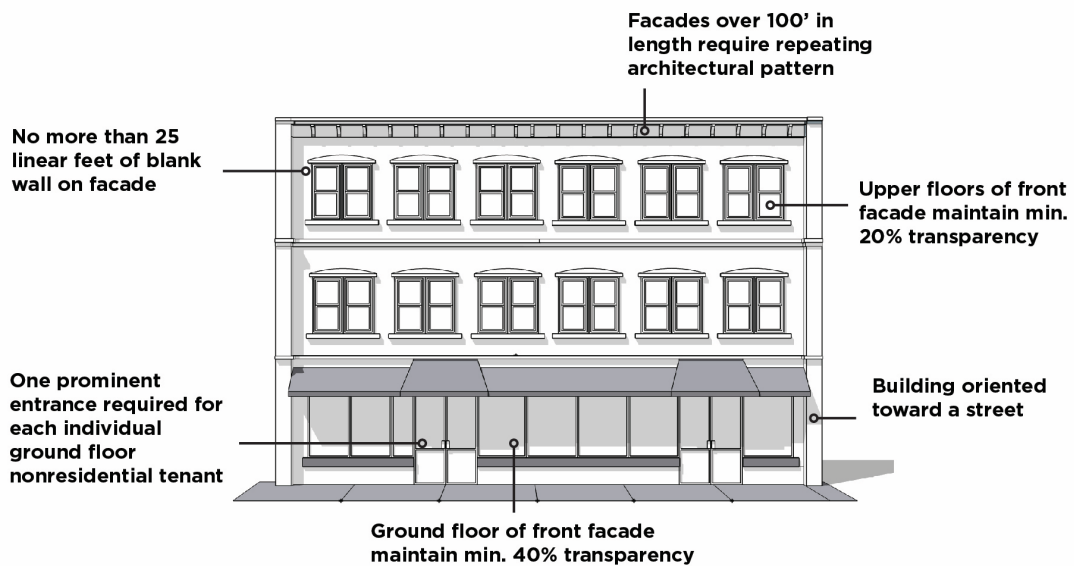 Facades over 100' in
length require repeating
architectural pattern
No more than 25
linear feet of blank
wall on facade
Upper floors of front
facade maintain min.
20% transparency
One prominent
entrance required for
each individual
ground floor
nonresidential tenant
Building oriented
toward a street
Ground floor of front facade
maintain min. 40% transparency